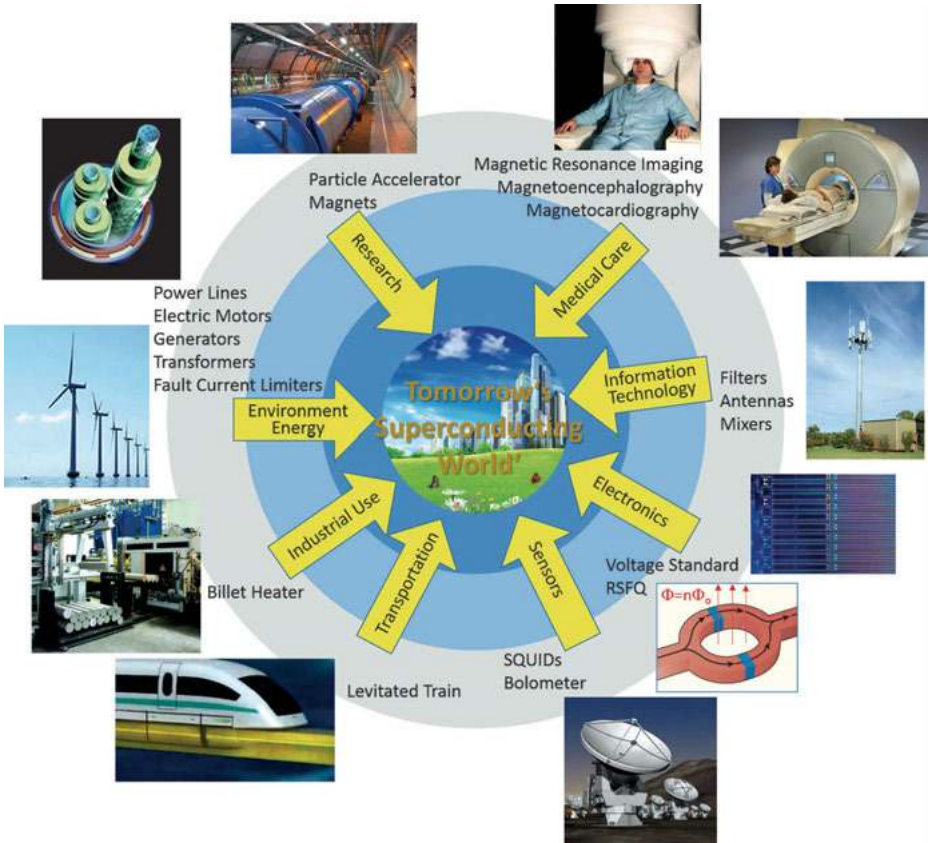 Particle Accelerator
Magnets
Magnetic Resonance Imaging
Magnetoencephalography
Magnetocardiography
Research
Medical Care
Power Lines
Electric Motors
Generators
Transformers
Fault Current Limiters
Environment
Energy
Information
Technology
Filters
Antennas
Mixers
Tomorrow's
Superconducting
World'
Industrial Use
Billet Heater
Transportation
Levitated Train
Sensors
SQUIDs
Bolometer
Electronics
Voltage Standard
RSFQ
Φ=nΦ₀